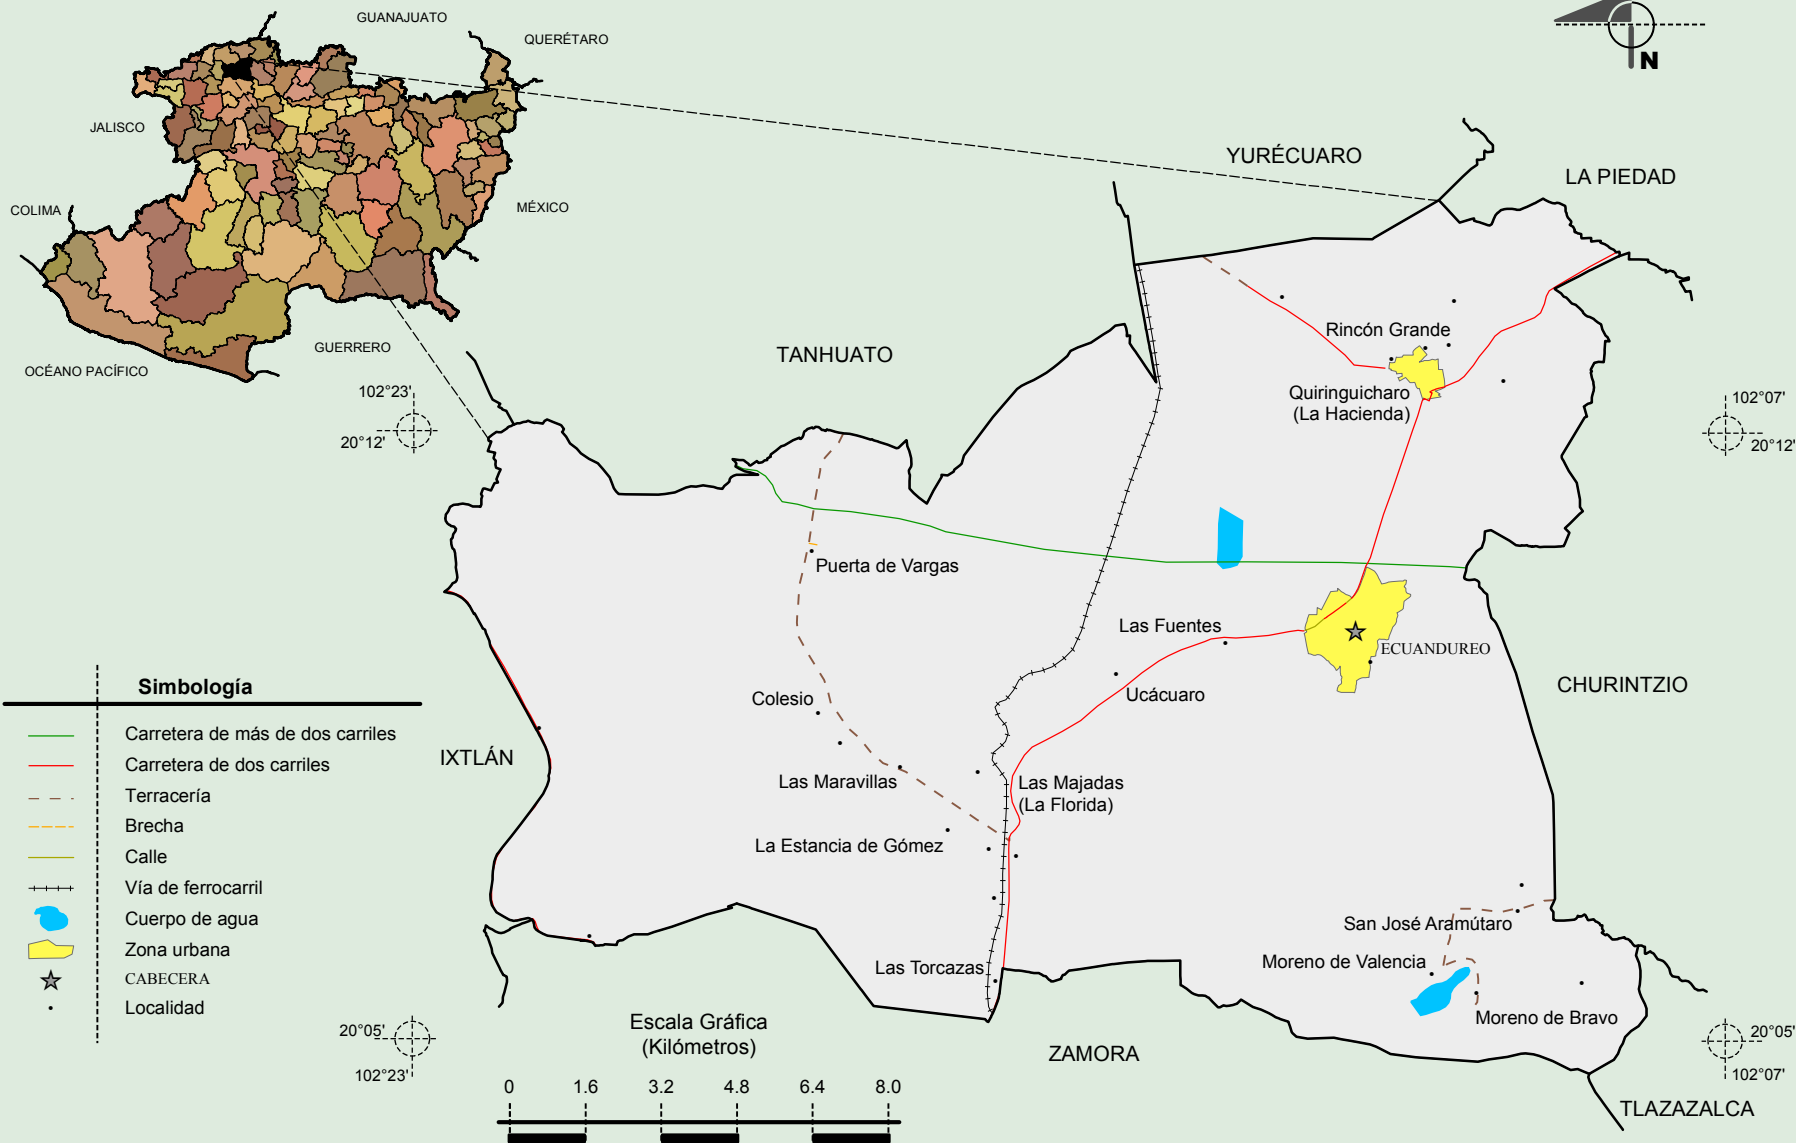 GUANAJUATO
QUERÉTARO
JALISCO
COLIMA
MÉXICO
GUERRERO
OCÉANO PACÍFICO
N
YURÉCUARO
LA PIEDAD
TANHUATO
102°23'
20°12'
102°07'
20°12'
Rincón Grande
Quiringuicharo
(La Hacienda)
Puerta de Vargas
Las Fuentes
ECUANDUREO
Ucácuaro
CHURINTZIO
Colesio
IXTLÁN
Las Maravillas
Las Majadas
(La Florida)
La Estancia de Gómez
San José Aramútaro
Moreno de Valencia
Las Torcazas
Moreno de Bravo
ZAMORA
TLAZAZALCA
Simbología
Carretera de más de dos carriles
Carretera de dos carriles
Terracería
Brecha
Calle
Vía de ferrocarril
Cuerpo de agua
Zona urbana
CABECERA
Localidad
20°05'
102°23'
20°05'
102°07'
Escala Gráfica
(Kilómetros)
0 1.6 3.2 4.8 6.4 8.0